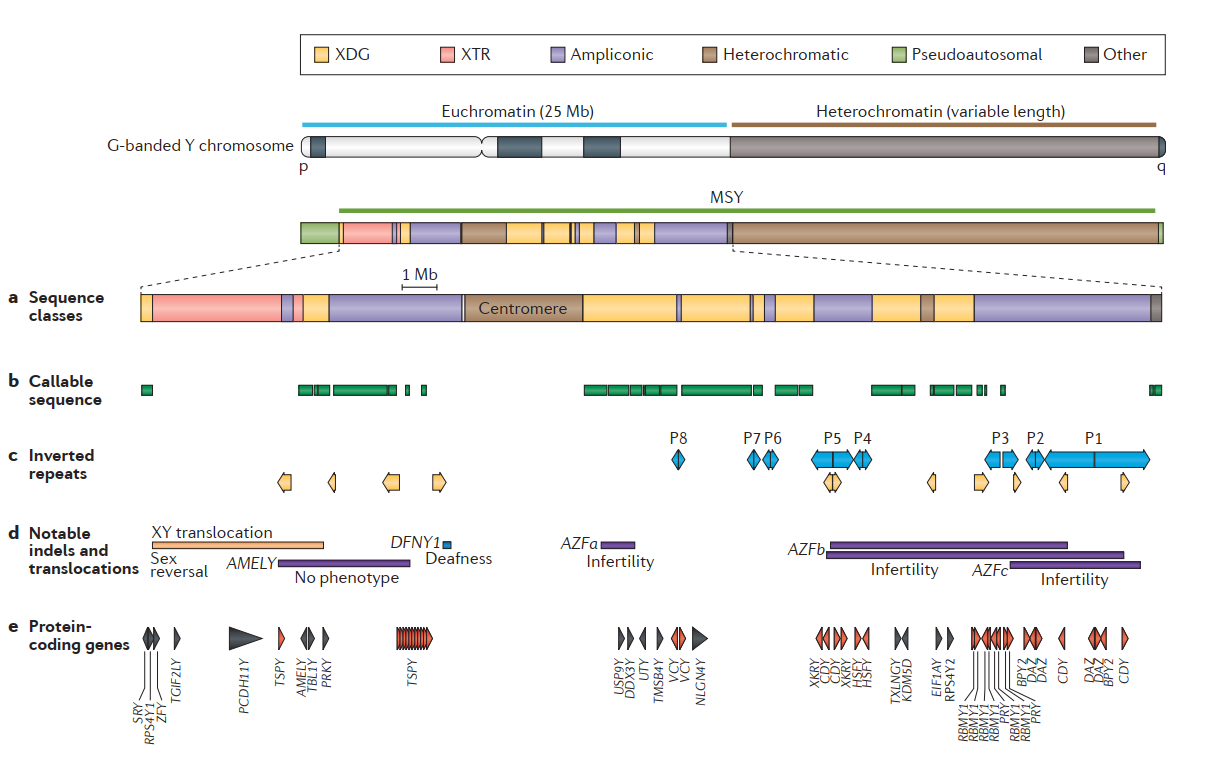 XDG
XTR
Ampliconic
Heterochromatic
Pseudoautosomal
Other
Euchromatin (25 Mb)
Heterochromatin (variable length)
G-banded Y chromosome
p
q
MSY
1 Mb
a Sequence
classes
Centromere
b Callable
sequence
P8
P7
P6
P5
P4
P3
P2
P1
c Inverted
repeats
d Notable
indels and
translocations
XY translocation
Sex
reversal
AMELY
No phenotype
DFNY1
Deafness
AZFa
Infertility
AZFb
Infertility
AZFc
Infertility
e Protein-
coding genes
SRY
RPS4Y1
ZFY
TGIF2LY
PCDH11Y
TSPY
AMELY
TBL1Y
PRKY
TSPY
USP9Y
DDX3Y
UTY
TMSB4Y
VCY
VCY
NLGN4Y
XKRY
CDY
CDY
XKRY
HSFY
HSFY
TXLNGY
KDM5D
EIF1AY
RPS4Y2
RBMY1
RBMY1
RBMY1
RBMY1
PRY
RBMY1
RBMY1
PRY
BPY2
DAZ
DAZ
CDY
DAZ
DAZ
BPY2
CDY